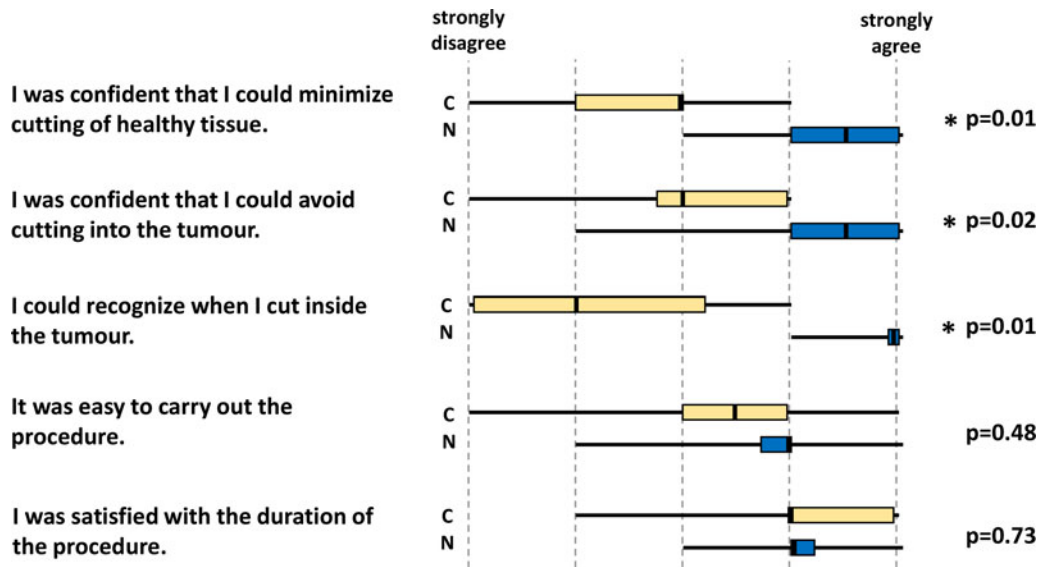 strongly disagree
strongly agree
I was confident that I could minimize
cutting of healthy tissue.
C
N
* p=0.01
I was confident that I could avoid
cutting into the tumour.
C
N
* p=0.02
I could recognize when I cut inside
the tumour.
C
N
* p=0.01
It was easy to carry out the
procedure.
C
N
p=0.48
I was satisfied with the duration of
the procedure.
C
N
p=0.73